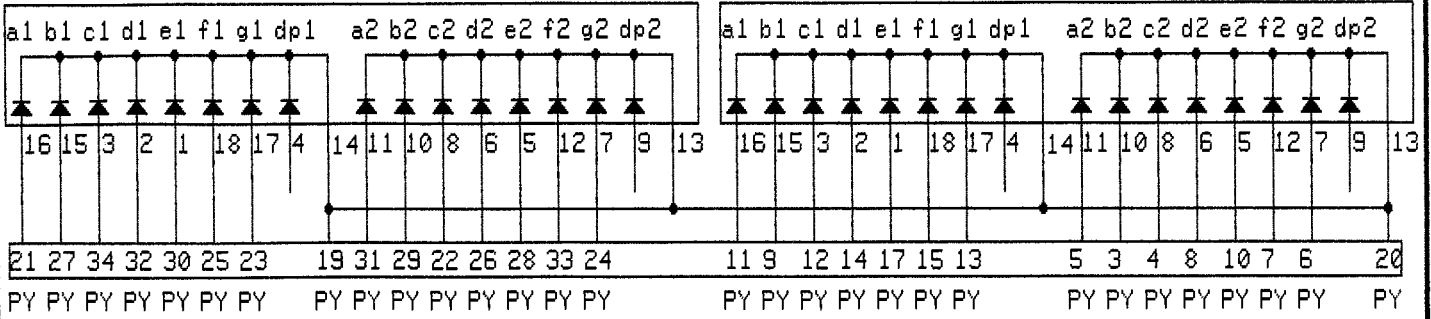 a1 b1 c1 d1 e1 f1 g1 dp1 a2 b2 c2 d2 e2 f2 g2 dp2 a1 b1 c1 d1 e1 f1 g1 dp1 a2 b2 c2 d2 e2 f2 g2 dp2
16 15 3 2 1 18 17 4 14 11 10 8 6 5 12 7 9 13 16 15 3 2 1 18 17 4 14 11 10 8 6 5 12 7 9 13
21 27 34 32 30 25 23 19 31 29 22 26 28 33 24 11 9 12 14 17 15 13 5 3 4 8 10 7 6 20
PY PY PY PY PY PY PY PY PY PY PY PY PY PY PY PY PY PY PY PY PY PY PY PY PY PY PY PY PY PY